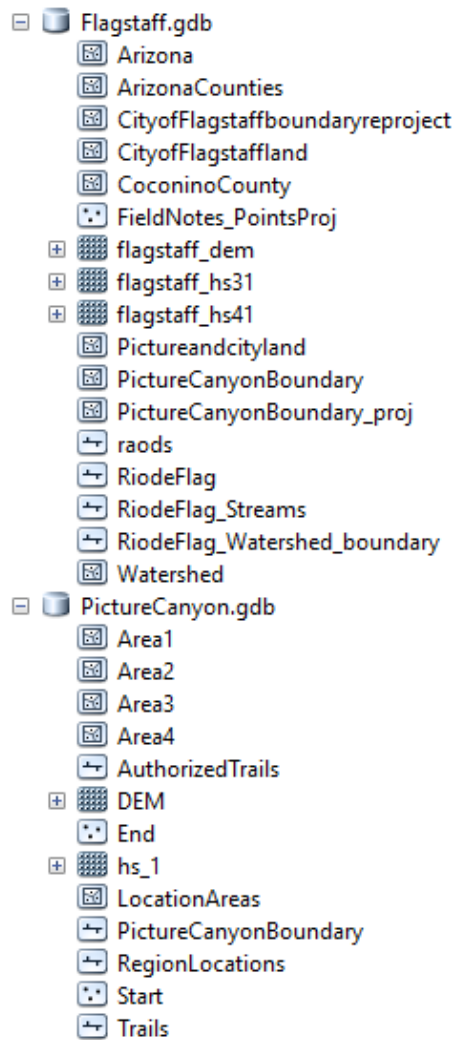 Flagstaff.gdb
Arizona
ArizonaCounties
CityofFlagstaffboundaryreproject
CityofFlagstaffland
CoconinoCounty
FieldNotes_PointsProj
flagstaff_dem
flagstaff_hs31
flagstaff_hs41
Pictureandcityland
PictureCanyonBoundary
PictureCanyonBoundary_proj
raods
RiodeFlag
RiodeFlag_Streams
RiodeFlag_Watershed_boundary
Watershed
PictureCanyon.gdb
Area1
Area2
Area3
Area4
AuthorizedTrails
DEM
End
hs_1
LocationAreas
PictureCanyonBoundary
RegionLocations
Start
Trails